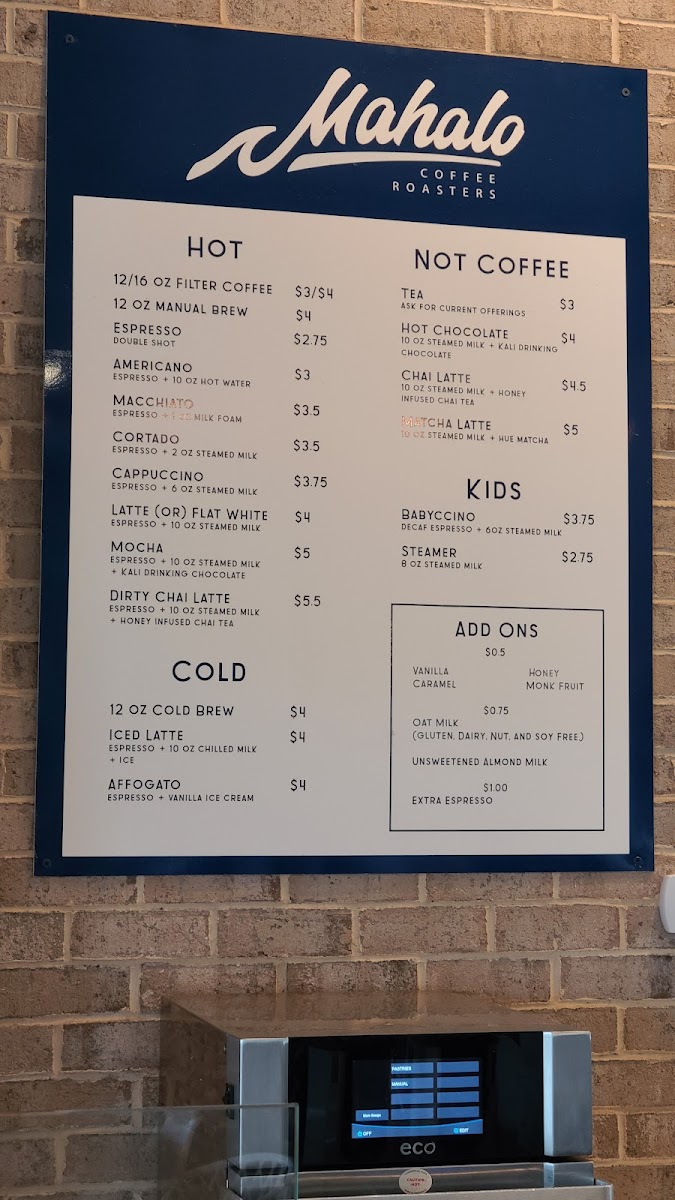 Mahalo
COFFEE
ROASTERS
HOT
12/16 OZ FILTER COFFEE $3/$4
12 OZ MANUAL BREW $4
ESPRESSO $2.75
DOUBLE SHOT
AMERICANO $3
ESPRESSO + 10 OZ HOT WATER
MACCHIATO $3.5
ESPRESSO + OZ MILK FOAM
CORTADO $3.5
ESPRESSO + 2 OZ STEAMED MILK
CAPPUCCINO $3.75
ESPRESSO + 6 OZ STEAMED MILK
LATTE (OR) FLAT WHITE $4
ESPRESSO + 10 OZ STEAMED MILK
MOCHA $5
ESPRESSO + 10 OZ STEAMED MILK
+ KALI DRINKING CHOCOLATE
DIRTY CHAI LATTE $5.5
ESPRESSO + 10 OZ STEAMED MILK
+ HONEY INFUSED CHAI TEA
COLD
12 OZ COLD BREW $4
ICED LATTE $4
ESPRESSO + 10 OZ CHILLED MILK
+ ICE
AFFOGATO $4
ESPRESSO + VANILLA ICE CREAM
NOT COFFEE
TEA $3
ASK FOR CURRENT OFFERINGS
HOT CHOCOLATE $4
10 OZ STEAMED MILK + KALI DRINKING
CHOCOLATE
CHAI LATTE $4.5
10 OZ STEAMED MILK + HONEY
INFUSED CHAI TEA
MATCHA LATTE $5
10 OZ STEAMED MILK + HUE MATCHA
KIDS
BABYCCINO $3.75
DECAF ESPRESSO + 6OZ STEAMED MILK
STEAMER $2.75
8 OZ STEAMED MILK
ADD ONS
$0.5
VANILLA HONEY
CARAMEL MONK FRUIT
$0.75
OAT MILK
(GLUTEN, DAIRY, NUT, AND SOY FREE)
UNSWEETENED ALMOND MILK
$1.00
EXTRA ESPRESSO
PASTRIES
MANUAL
OFF EDIT
eco
CAUTION
HOT